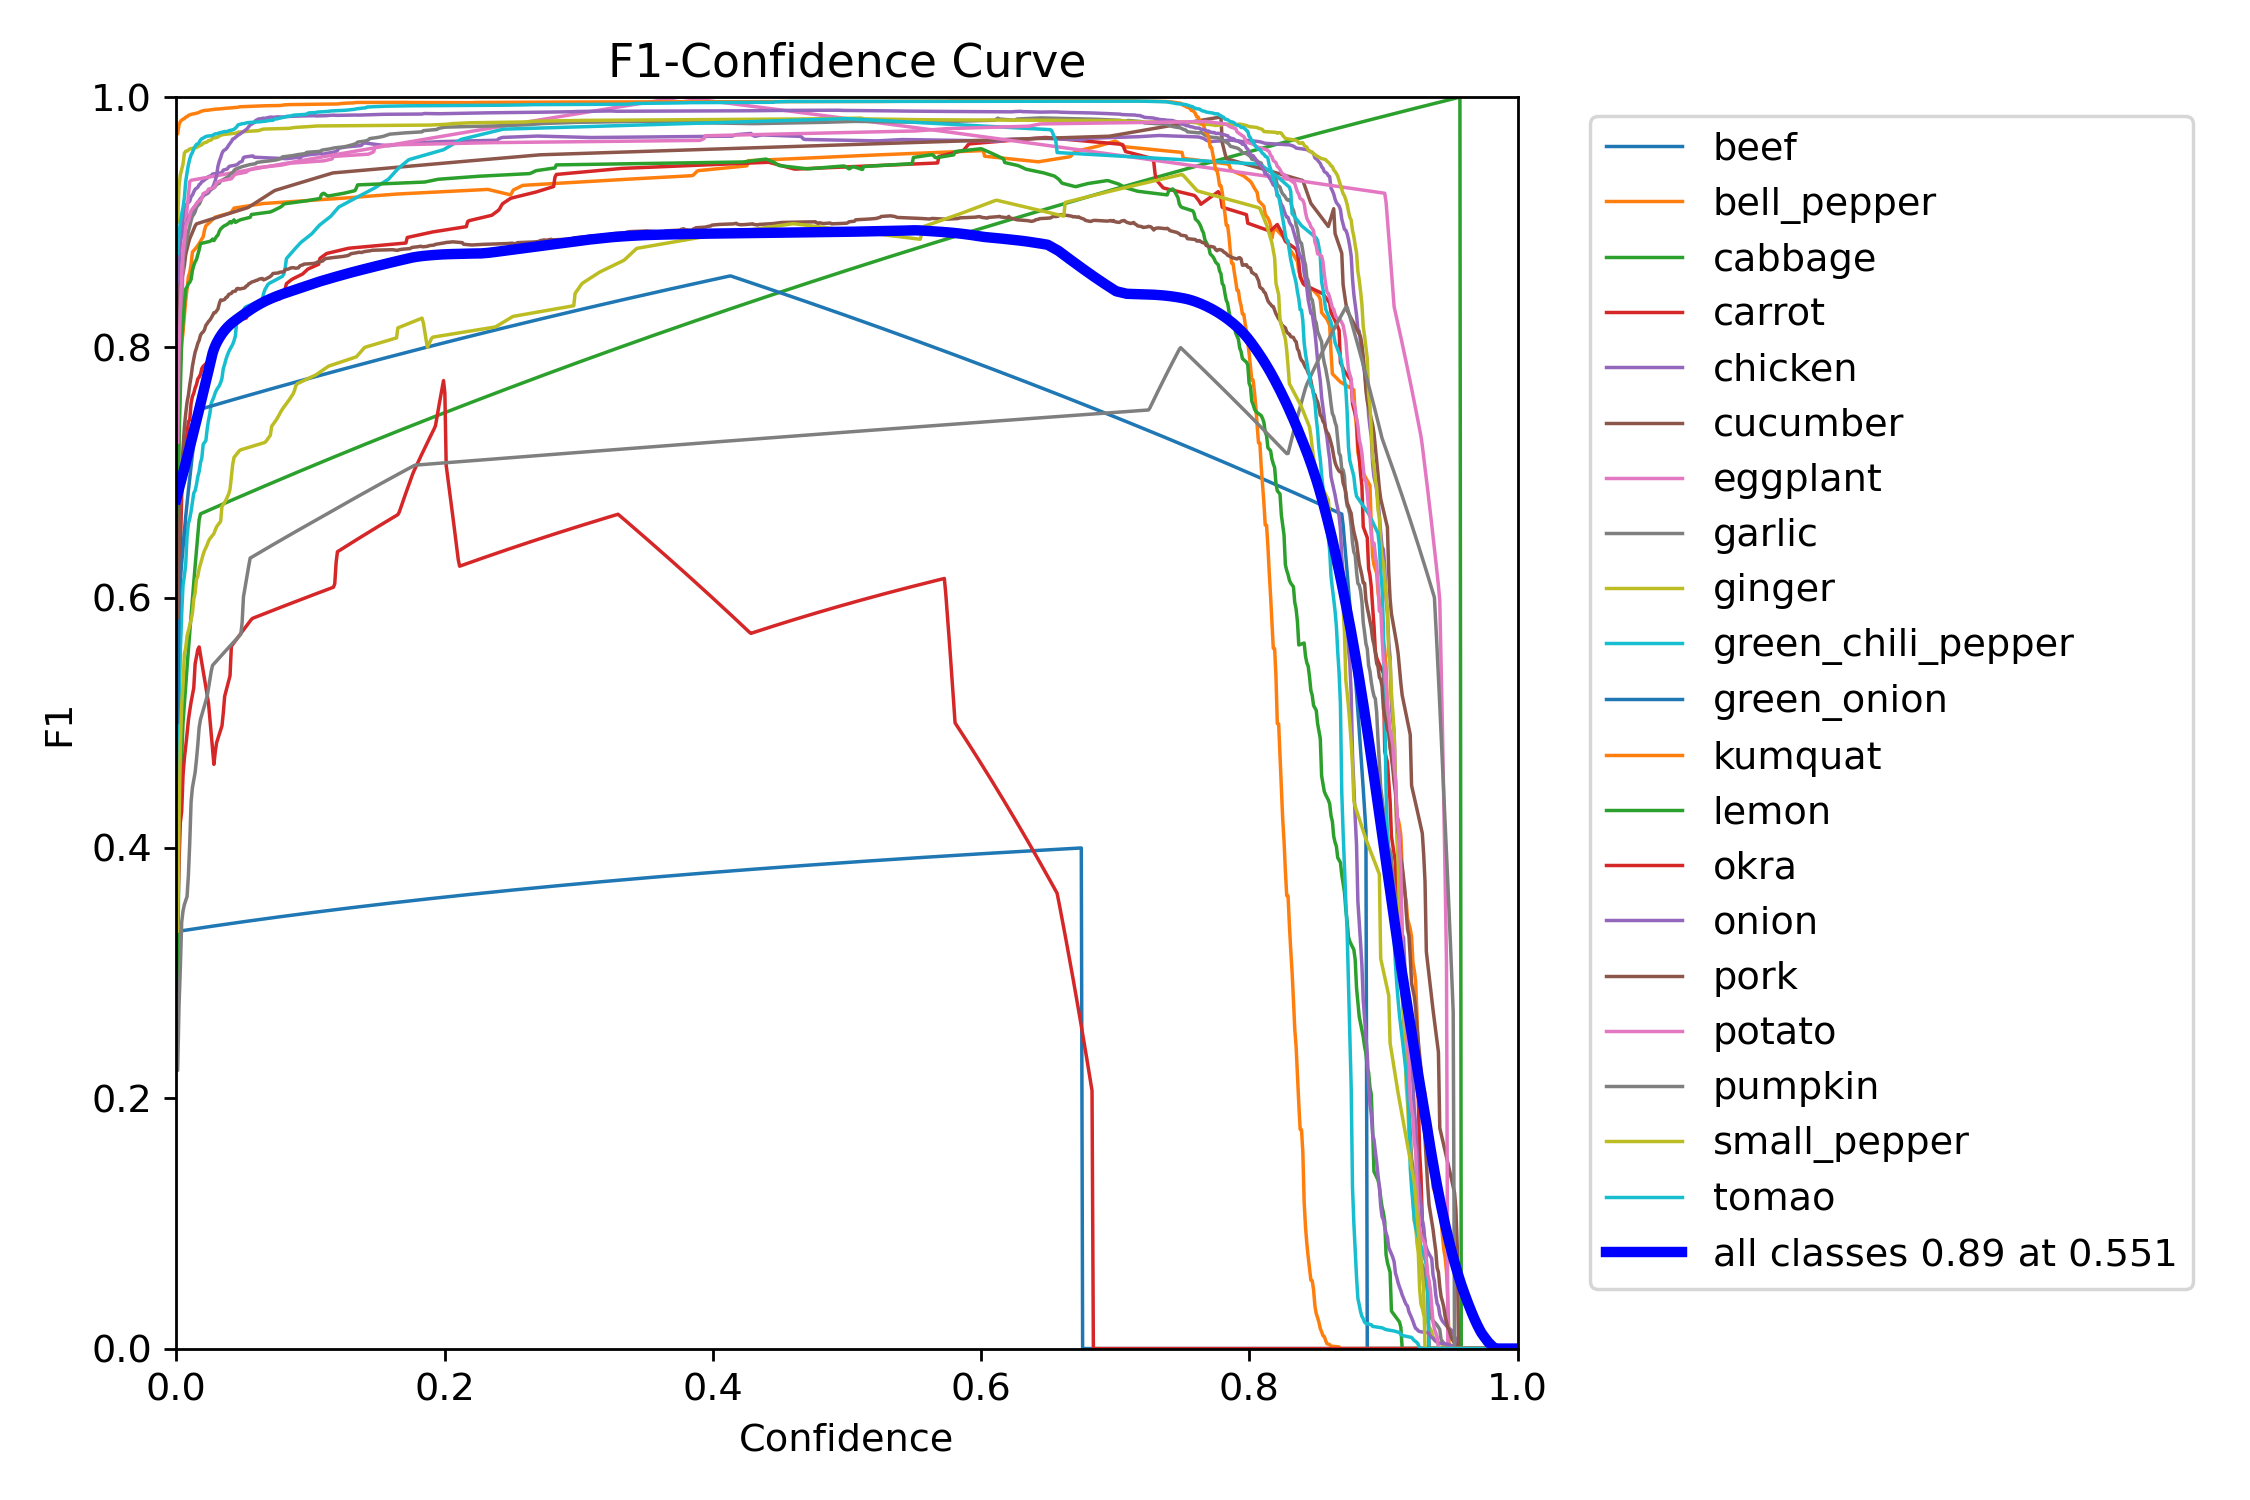 F1-Confidence Curve
1.0
0.8
0.6
0.4
0.2
0.0
F1
0.0 0.2 0.4 0.6 0.8 1.0
Confidence
beef
bell_pepper
cabbage
carrot
chicken
cucumber
eggplant
garlic
ginger
green_chili_pepper
green_onion
kumquat
lemon
okra
onion
pork
potato
pumpkin
small_pepper
tomao
all classes 0.89 at 0.551